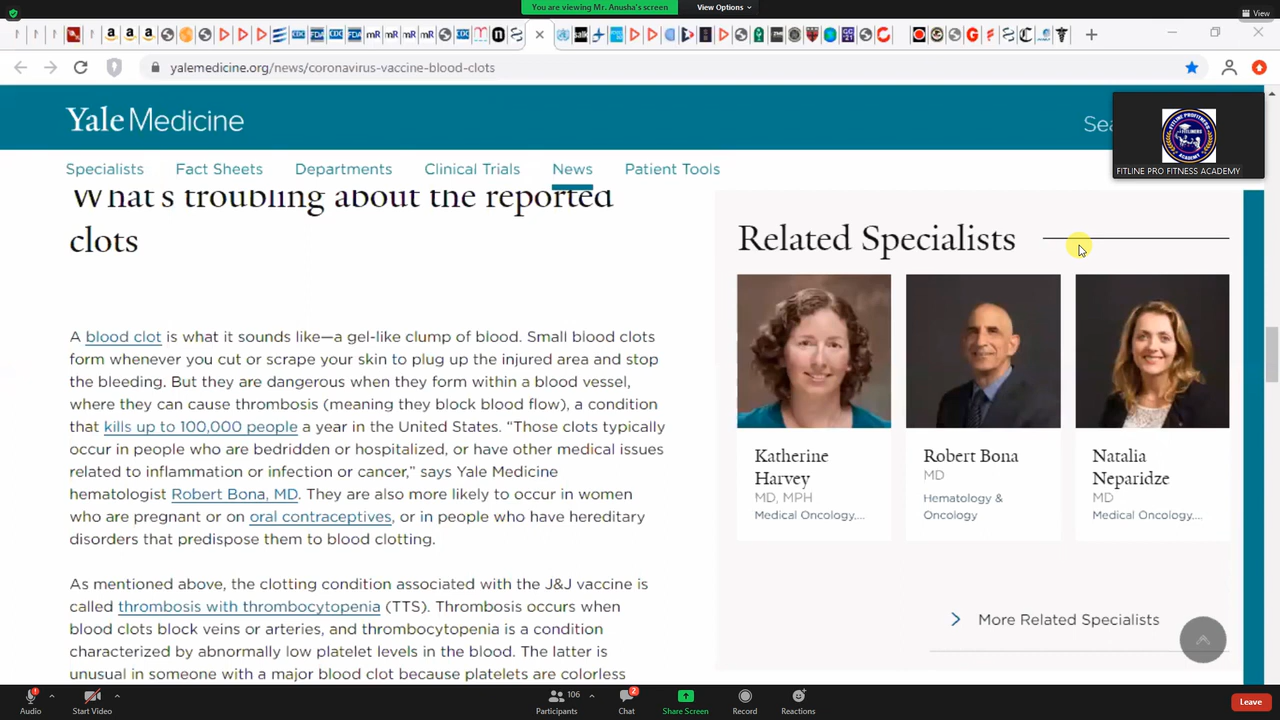 You are viewing Mr. Anusha's screen
View Options
View
yalemedicine.org/news/coronavirus-vaccine-blood-clots
Yale Medicine
Sea
FITLINE PRO FITNESS ACADEMY
Specialists
Fact Sheets
Departments
Clinical Trials
News
Patient Tools
What's troubling about the reported
clots
A blood clot is what it sounds like—a gel-like clump of blood. Small blood clots
form whenever you cut or scrape your skin to plug up the injured area and stop
the bleeding. But they are dangerous when they form within a blood vessel,
where they can cause thrombosis (meaning they block blood flow), a condition
that kills up to 100,000 people a year in the United States. “Those clots typically
occur in people who are bedridden or hospitalized, or have other medical issues
related to inflammation or infection or cancer,” says Yale Medicine
hematologist Robert Bona, MD. They are also more likely to occur in women
who are pregnant or on oral contraceptives, or in people who have hereditary
disorders that predispose them to blood clotting.
As mentioned above, the clotting condition associated with the J&J vaccine is
called thrombosis with thrombocytopenia (TTS). Thrombosis occurs when
blood clots block veins or arteries, and thrombocytopenia is a condition
characterized by abnormally low platelet levels in the blood. The latter is
unusual in someone with a major blood clot because platelets are colorless
Related Specialists
Katherine
Harvey
MD, MPH
Medical Oncology,...
Robert Bona
MD
Hematology &
Oncology
Natalia
Neparidze
MD
Medical Oncology,...
More Related Specialists
Audio
Start Video
106
Participants
2
Chat
Share Screen
Record
Reactions
Leave